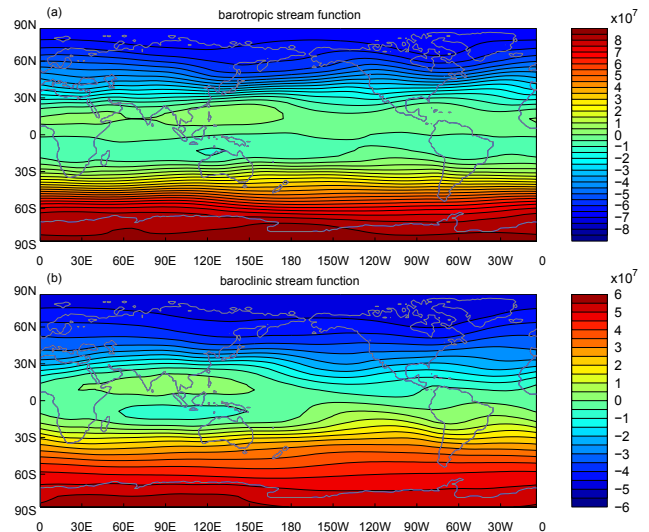 (a)
barotropic stream function
x10^7
90N
60N
30N
0
30S
60S
90S
0 30E 60E 90E 120E 150E 180 150W 120W 90W 60W 30W 0
8
7
6
5
4
3
2
1
0
−1
−2
−3
−4
−5
−6
−7
−8
(b)
baroclinic stream function
x10^7
90N
60N
30N
0
30S
60S
90S
0 30E 60E 90E 120E 150E 180 150W 120W 90W 60W 30W 0
6
5
4
3
2
1
0
−1
−2
−3
−4
−5
−6